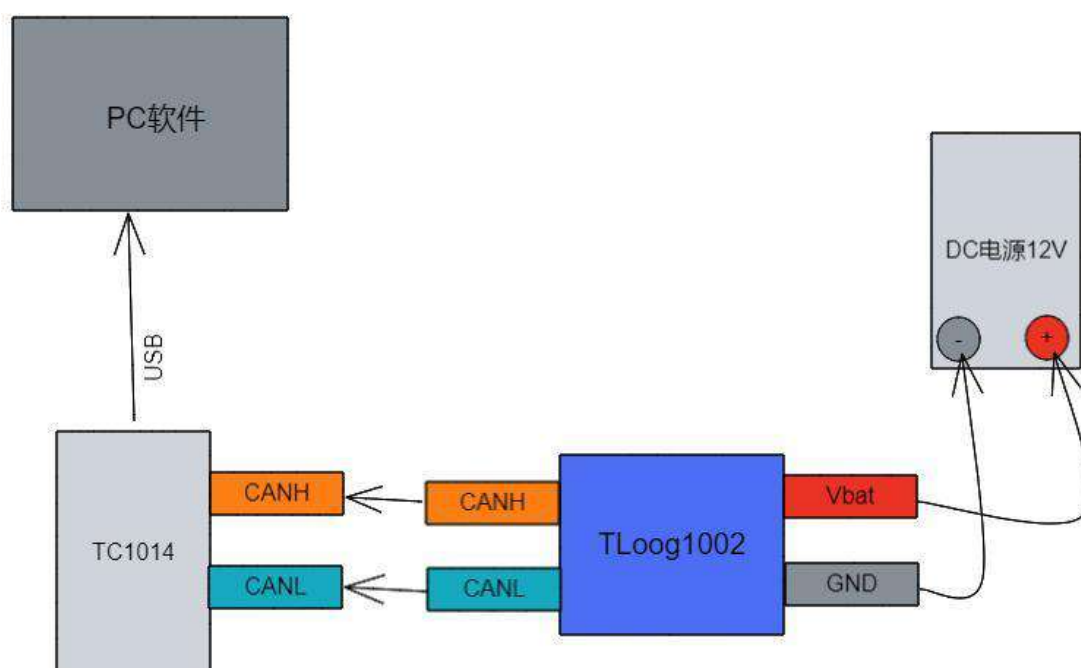 PC软件
DC电源12V
-
+
USB
CANH
CANH
Vbat
TC1014
TLoog1002
CANL
CANL
GND